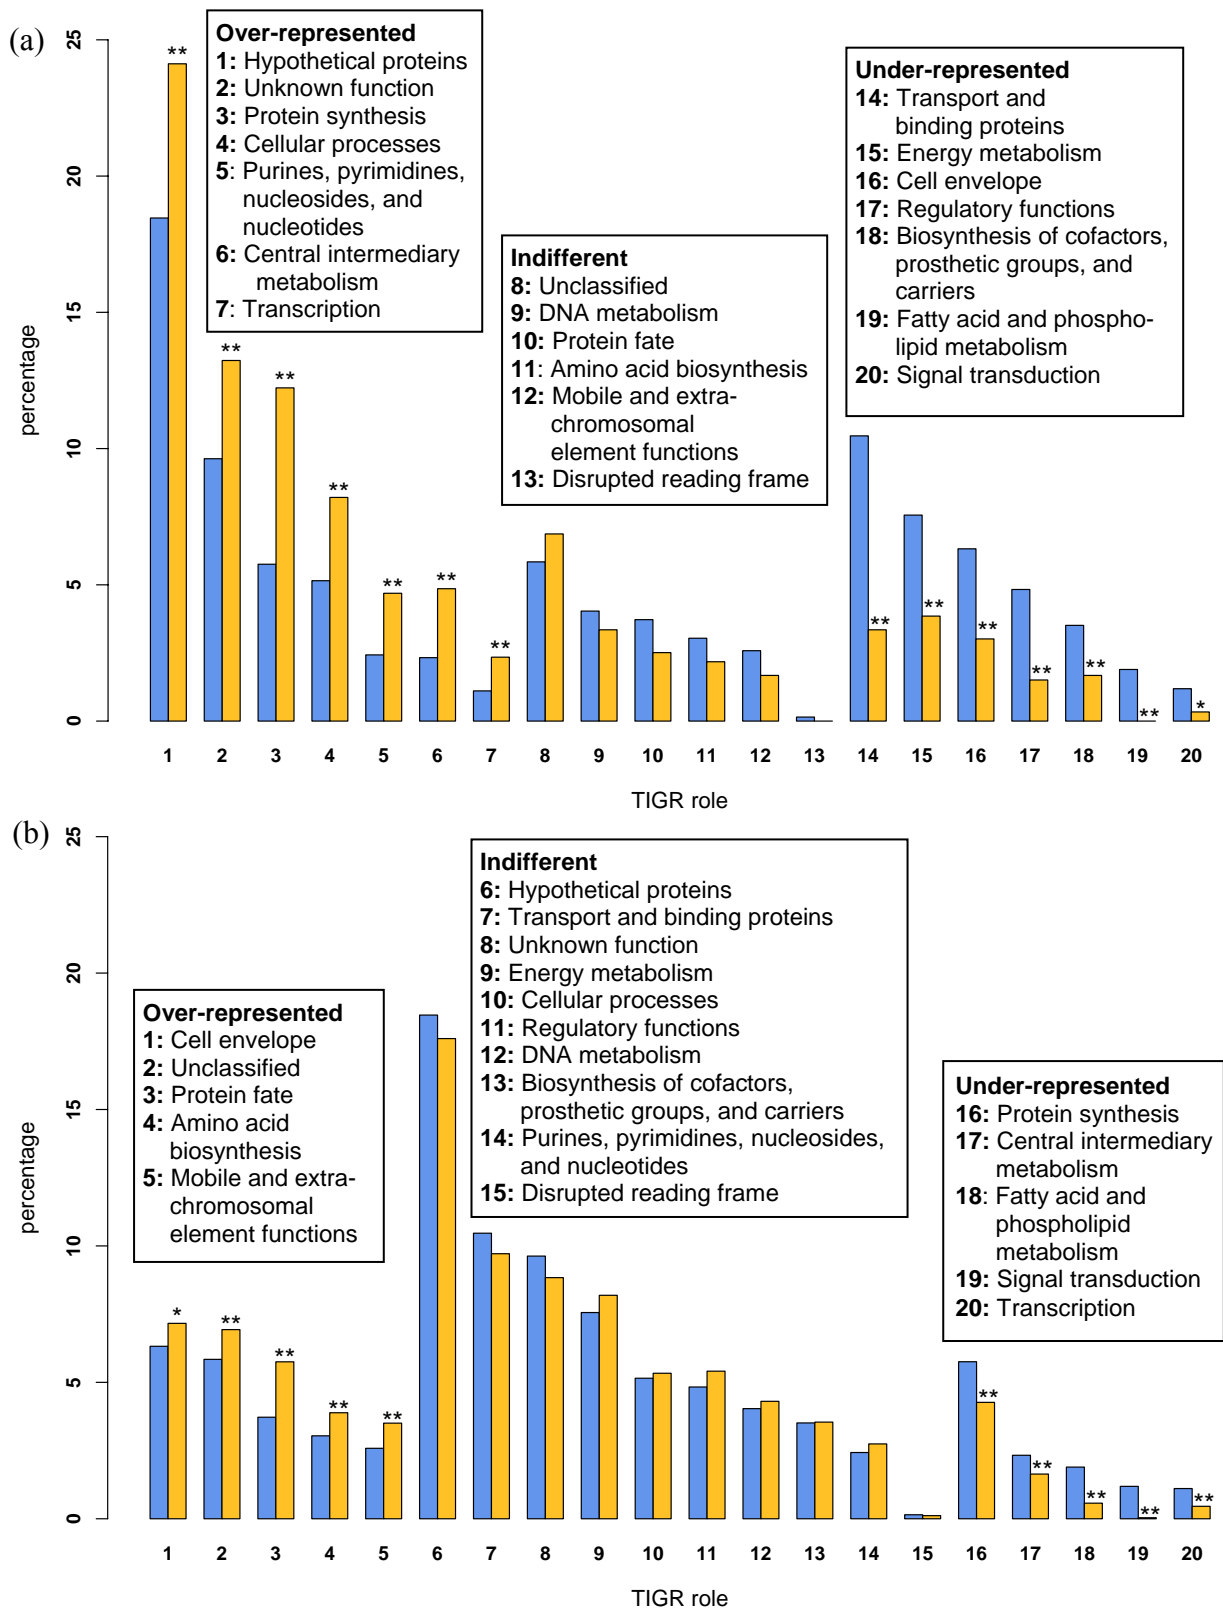 (a)
percentage
0
5
10
15
20
25
Over-represented
1: Hypothetical proteins
2: Unknown function
3: Protein synthesis
4: Cellular processes
5: Purines, pyrimidines,
nucleosides, and
nucleotides
6: Central intermediary
metabolism
7: Transcription
Indifferent
8: Unclassified
9: DNA metabolism
10: Protein fate
11: Amino acid biosynthesis
12: Mobile and extra-
chromosomal
element functions
13: Disrupted reading frame
Under-represented
14: Transport and
binding proteins
15: Energy metabolism
16: Cell envelope
17: Regulatory functions
18: Biosynthesis of cofactors,
prosthetic groups, and
carriers
19: Fatty acid and phospho-
lipid metabolism
20: Signal transduction
** ** ** ** ** ** ** ** ** ** ** ** ** *
1 2 3 4 5 6 7 8 9 10 11 12 13 14 15 16 17 18 19 20
TIGR role
(b)
percentage
0
5
10
15
20
25
Over-represented
1: Cell envelope
2: Unclassified
3: Protein fate
4: Amino acid
biosynthesis
5: Mobile and extra-
chromosomal
element functions
Indifferent
6: Hypothetical proteins
7: Transport and binding proteins
8: Unknown function
9: Energy metabolism
10: Cellular processes
11: Regulatory functions
12: DNA metabolism
13: Biosynthesis of cofactors,
prosthetic groups, and carriers
14: Purines, pyrimidines, nucleosides,
and nucleotides
15: Disrupted reading frame
Under-represented
16: Protein synthesis
17: Central intermediary
metabolism
18: Fatty acid and
phospholipid
metabolism
19: Signal transduction
20: Transcription
* ** ** ** ** ** ** ** ** **
1 2 3 4 5 6 7 8 9 10 11 12 13 14 15 16 17 18 19 20
TIGR role